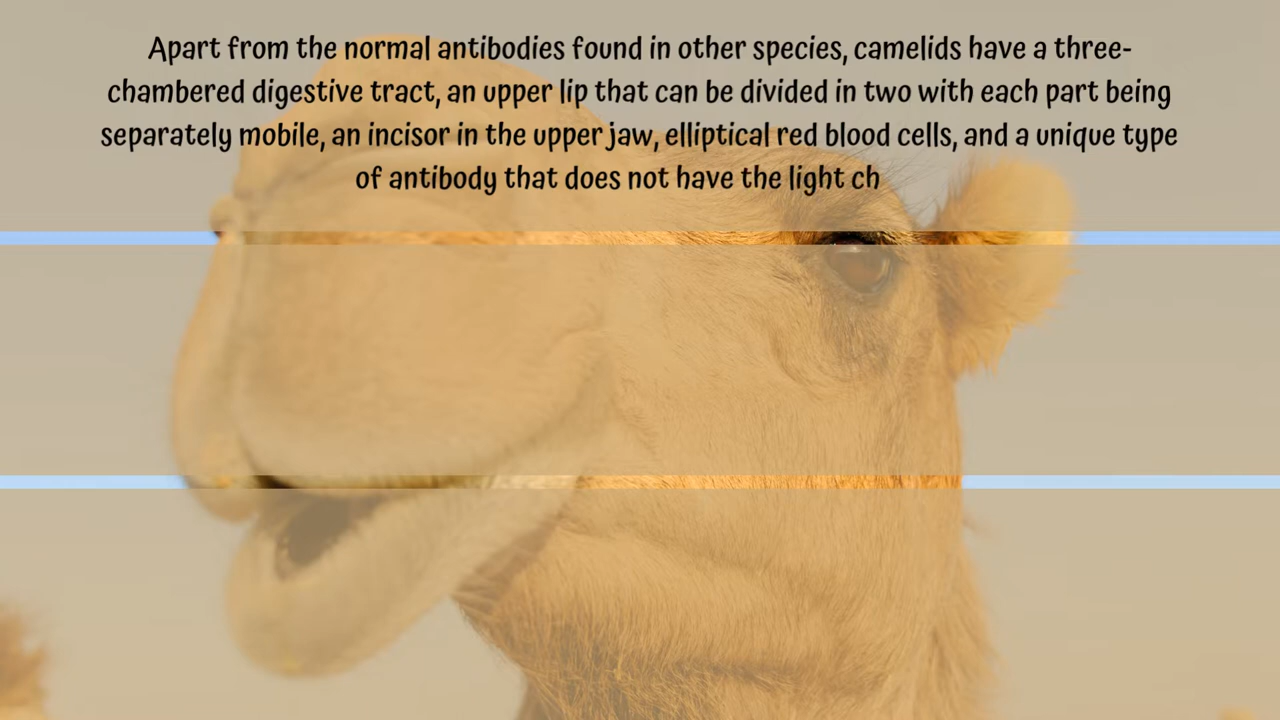 Apart from the normal antibodies found in other species, camelids have a three-
chambered digestive tract, an upper lip that can be divided in two with each part being
separately mobile, an incisor in the upper jaw, elliptical red blood cells, and a unique type
of antibody that does not have the light ch